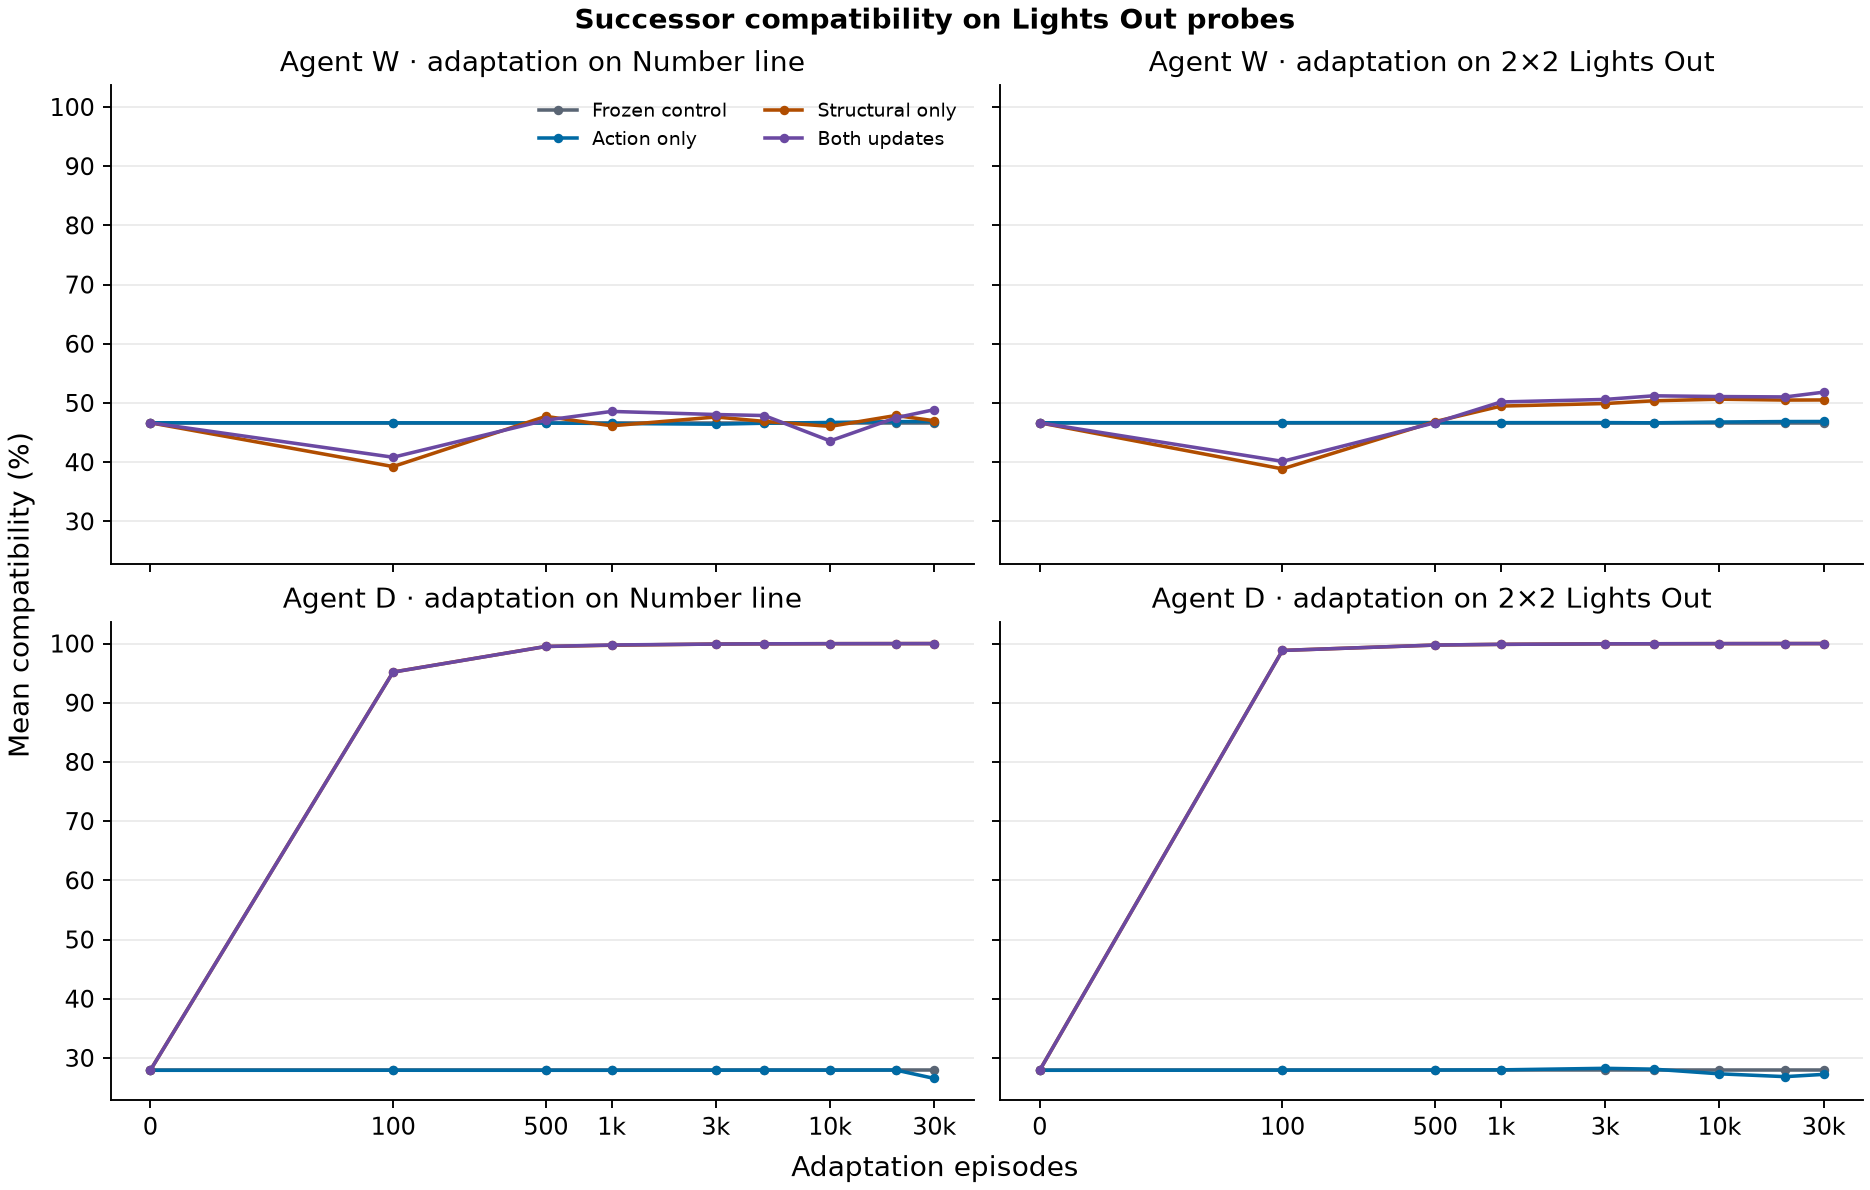 Successor compatibility on Lights Out probes
Agent W · adaptation on Number line
Agent W · adaptation on 2×2 Lights Out
100
90
80
70
60
50
40
30
Frozen control
Action only
Structural only
Both updates
Mean compatibility (%)
Agent D · adaptation on Number line
Agent D · adaptation on 2×2 Lights Out
100
90
80
70
60
50
40
30
0 100 500 1k 3k 10k 30k
0 100 500 1k 3k 10k 30k
Adaptation episodes